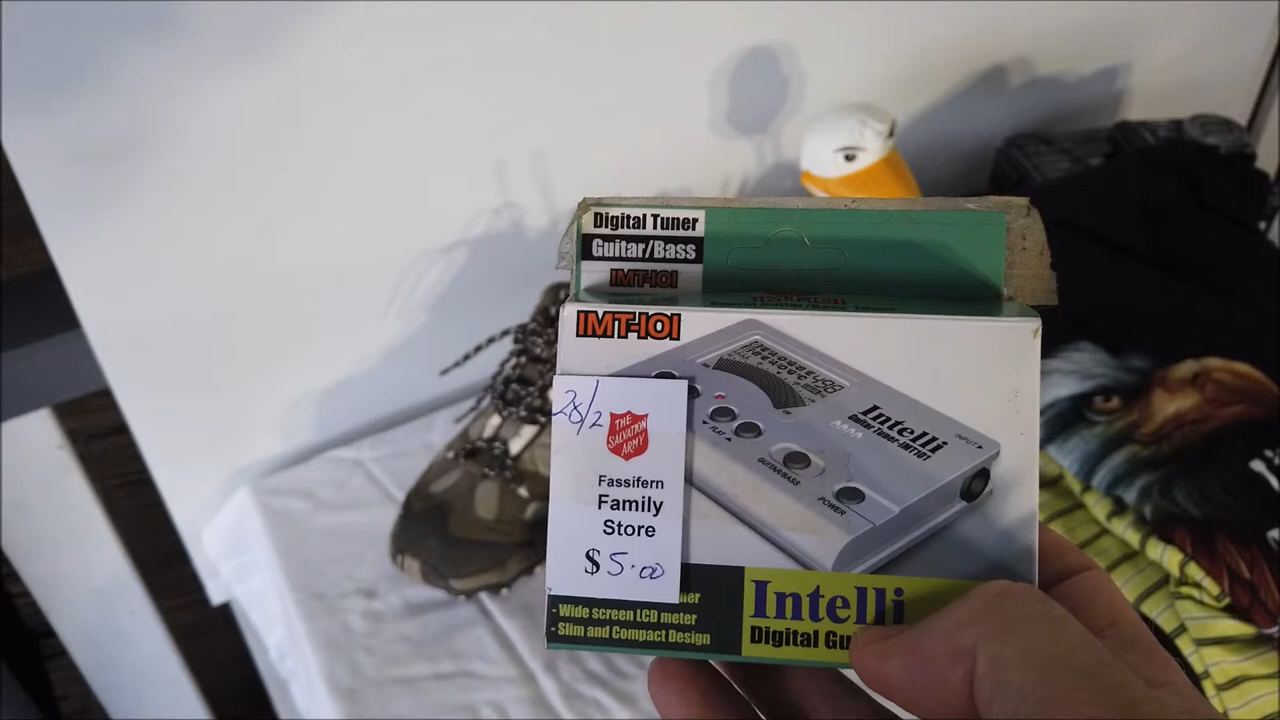 Digital Tuner
Guitar/Bass
IMT-101
IMT-101
Intelli
Guitar Tuner/IMT101
INPUT
FLAT
GUITAR/BASS
POWER
28/2
THE
SALVATION
ARMY
Fassifern
Family
Store
$5.00
- Wide screen LCD meter
- Slim and Compact Design
Intelli
Digital